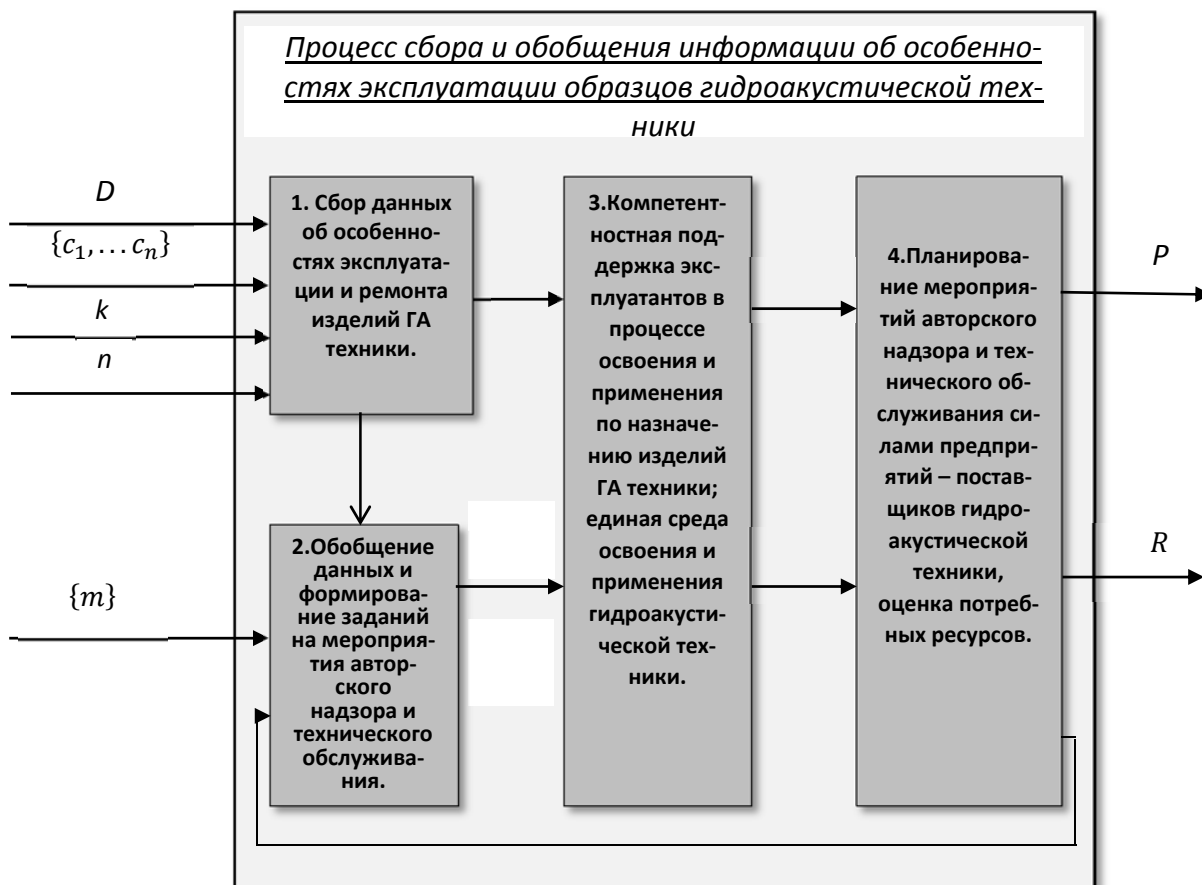 Процесс сбора и обобщения информации об особенно-
стях эксплуатации образцов гидроакустической тех-
ники
D
{c₁, . . . cₙ}
k
n
{m}
1. Сбор данных
об особенно-
стях эксплуата-
ции и ремонта
изделий ГА
техники.
2.Обобщение
данных и
формирова-
ние заданий
на мероприя-
тия автор-
ского
надзора и
технического
обслужива-
ния.
3.Компетент-
ностная под-
держка экс-
плуатантов в
процессе
освоения и
применения
по назначе-
нию изделий
ГА техники;
единая среда
освоения и
применения
гидроакусти-
ческой тех-
ники.
4.Планирова-
ние мероприя-
тий авторского
надзора и тех-
нического об-
служивания си-
лами предпри-
ятий – постав-
щиков гидро-
акустической
техники,
оценка потреб-
ных ресурсов.
P
R